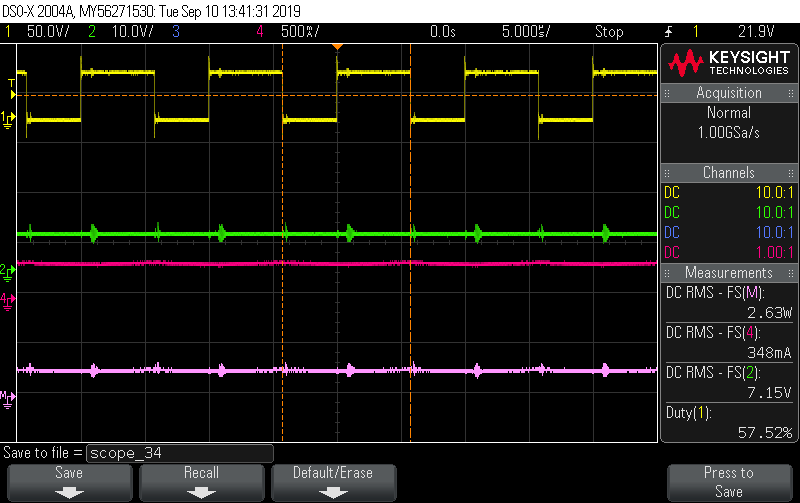 DSO-X 2004A, MY56271530: Tue Sep 10 13:41:31 2019
1 50.0V/ 2 10.0V/ 3 4 500㎃/ 0.0s 5.000㎲/ Stop 1 21.9V
KEYSIGHT
TECHNOLOGIES
Acquisition
Normal
1.00GSa/s
Channels
DC 10.0:1
DC 10.0:1
DC 10.0:1
DC 1.00:1
Measurements
DC RMS - FS(M):
2.63W
DC RMS - FS(4):
348mA
DC RMS - FS(2):
7.15V
Duty(1):
57.52%
T
1
2
4
M
Save to file = scope_34
Save Recall Default/Erase Press to
Save